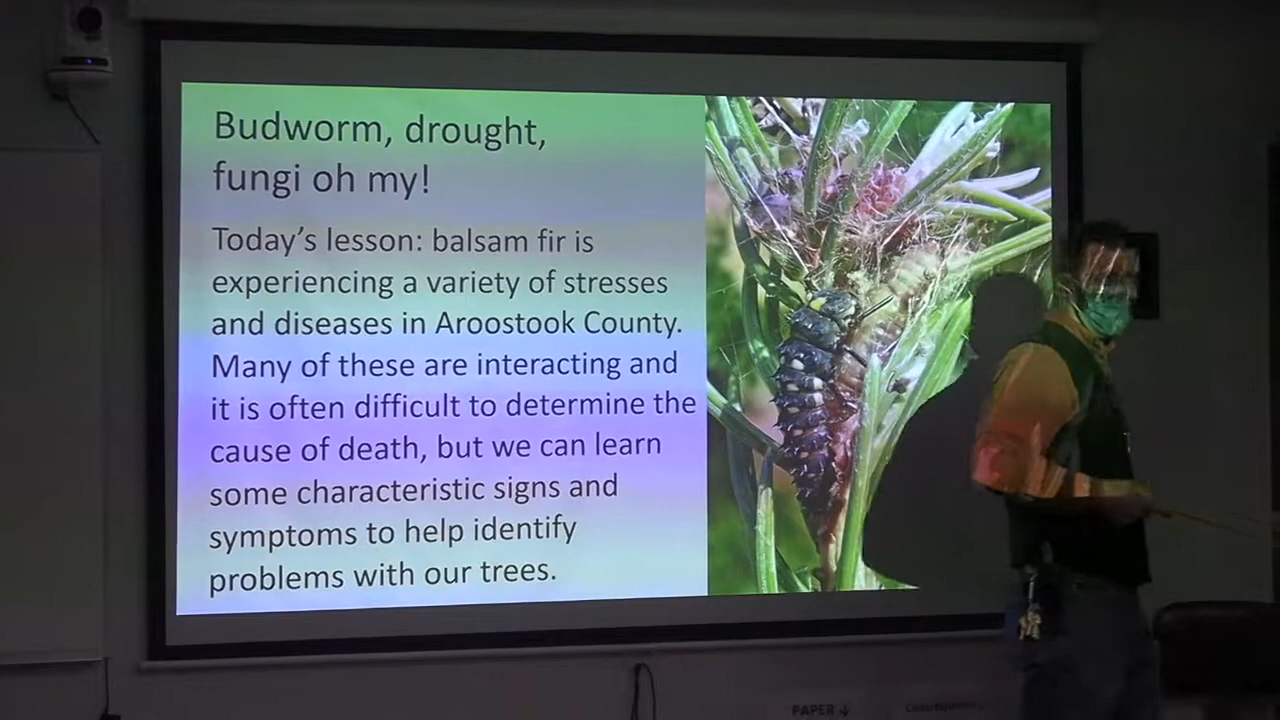 Budworm, drought,
fungi oh my!
Today's lesson: balsam fir is
experiencing a variety of stresses
and diseases in Aroostook County.
Many of these are interacting and
it is often difficult to determine the
cause of death, but we can learn
some characteristic signs and
symptoms to help identify
problems with our trees.
PAPER ↓